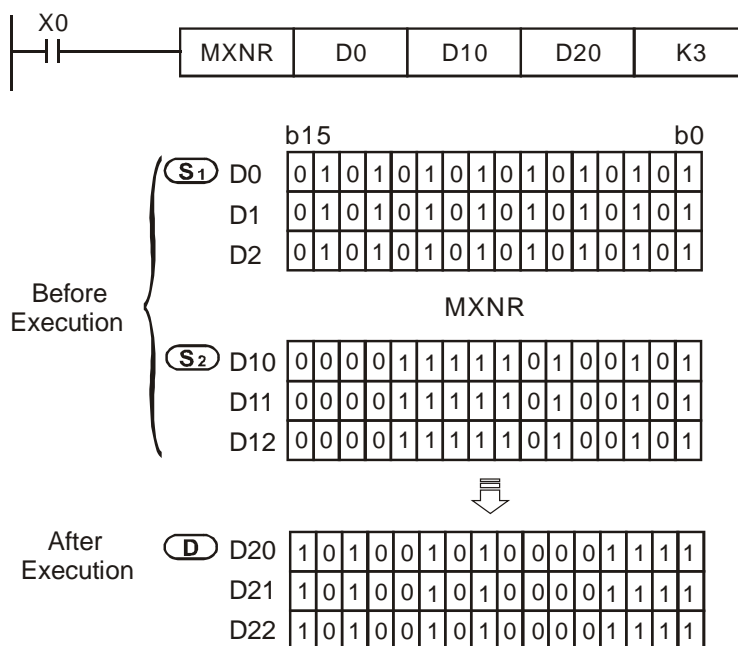 X0
MXNR D0 D10 D20 K3
b15 b0
S1 D0 0 1 0 1 0 1 0 1 0 1 0 1 0 1 0 1
D1 0 1 0 1 0 1 0 1 0 1 0 1 0 1 0 1
D2 0 1 0 1 0 1 0 1 0 1 0 1 0 1 0 1
Before
Execution
MXNR
S2 D10 0 0 0 0 1 1 1 1 1 0 1 0 0 1 0 1
D11 0 0 0 0 1 1 1 1 1 0 1 0 0 1 0 1
D12 0 0 0 0 1 1 1 1 1 0 1 0 0 1 0 1
After
Execution
D D20 1 0 1 0 0 1 0 1 0 0 0 0 1 1 1 1
D21 1 0 1 0 0 1 0 1 0 0 0 0 1 1 1 1
D22 1 0 1 0 0 1 0 1 0 0 0 0 1 1 1 1